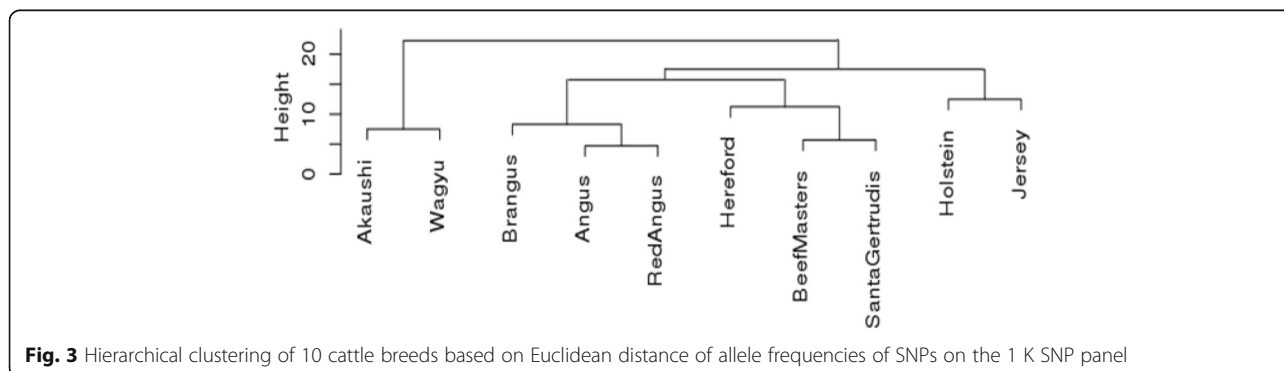 Height
20
10
0
Akaushi
Wagyu
Brangus
Angus
RedAngus
Hereford
BeefMasters
SantaGertrudis
Holstein
Jersey
Fig. 3 Hierarchical clustering of 10 cattle breeds based on Euclidean distance of allele frequencies of SNPs on the 1 K SNP panel